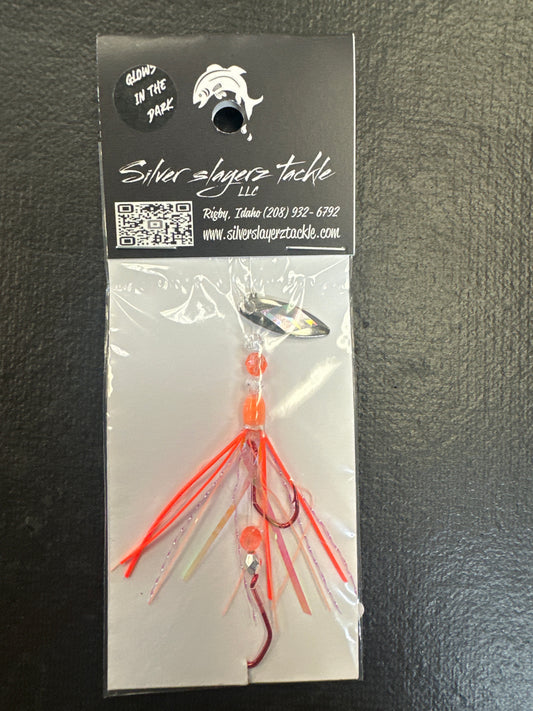 GLOWS
IN THE
DARK
Silver slayerz tackle
LLC
Rigby, Idaho (208) 932-6792
www.silverslayerztackle.com